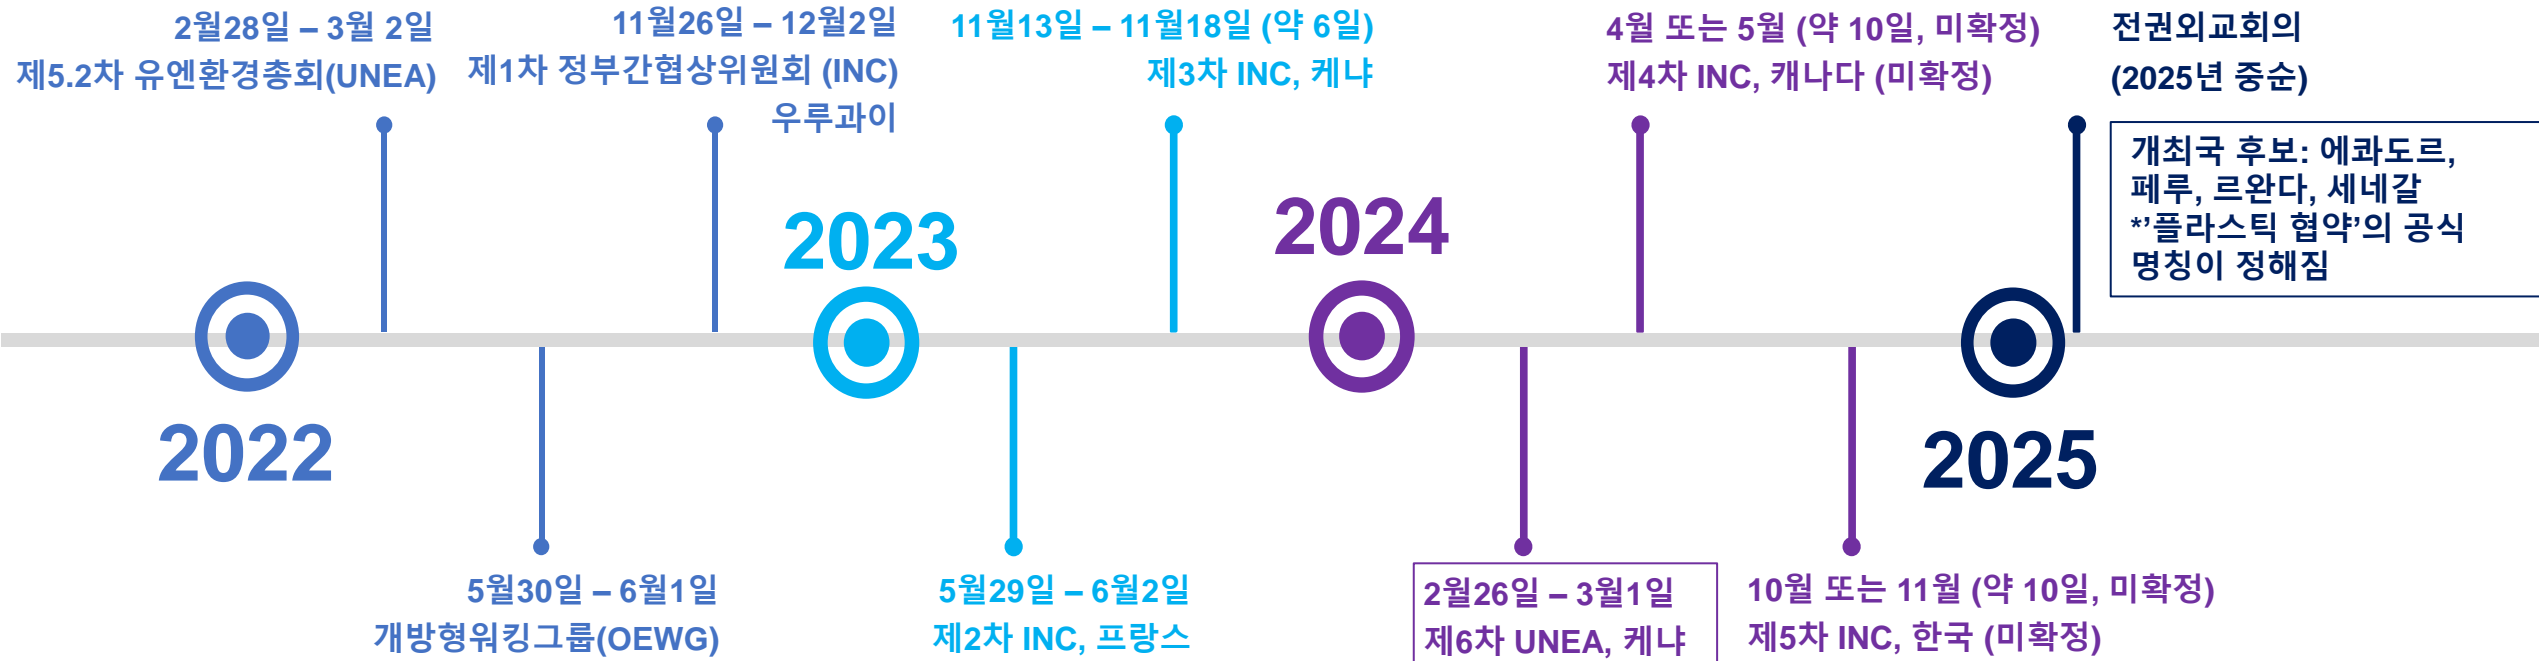 2월28일 – 3월 2일
제5.2차 유엔환경총회(UNEA)
11월26일 – 12월2일
제1차 정부간협상위원회 (INC)
우루과이
11월13일 – 11월18일 (약 6일)
제3차 INC, 케냐
4월 또는 5월 (약 10일, 미확정)
제4차 INC, 캐나다 (미확정)
전권외교회의
(2025년 중순)
개최국 후보: 에콰도르,
페루, 르완다, 세네갈
*’플라스틱 협약’의 공식
명칭이 정해짐
2022
2023
2024
2025
5월30일 – 6월1일
개방형워킹그룹(OEWG)
5월29일 – 6월2일
제2차 INC, 프랑스
2월26일 – 3월1일
제6차 UNEA, 케냐
10월 또는 11월 (약 10일, 미확정)
제5차 INC, 한국 (미확정)